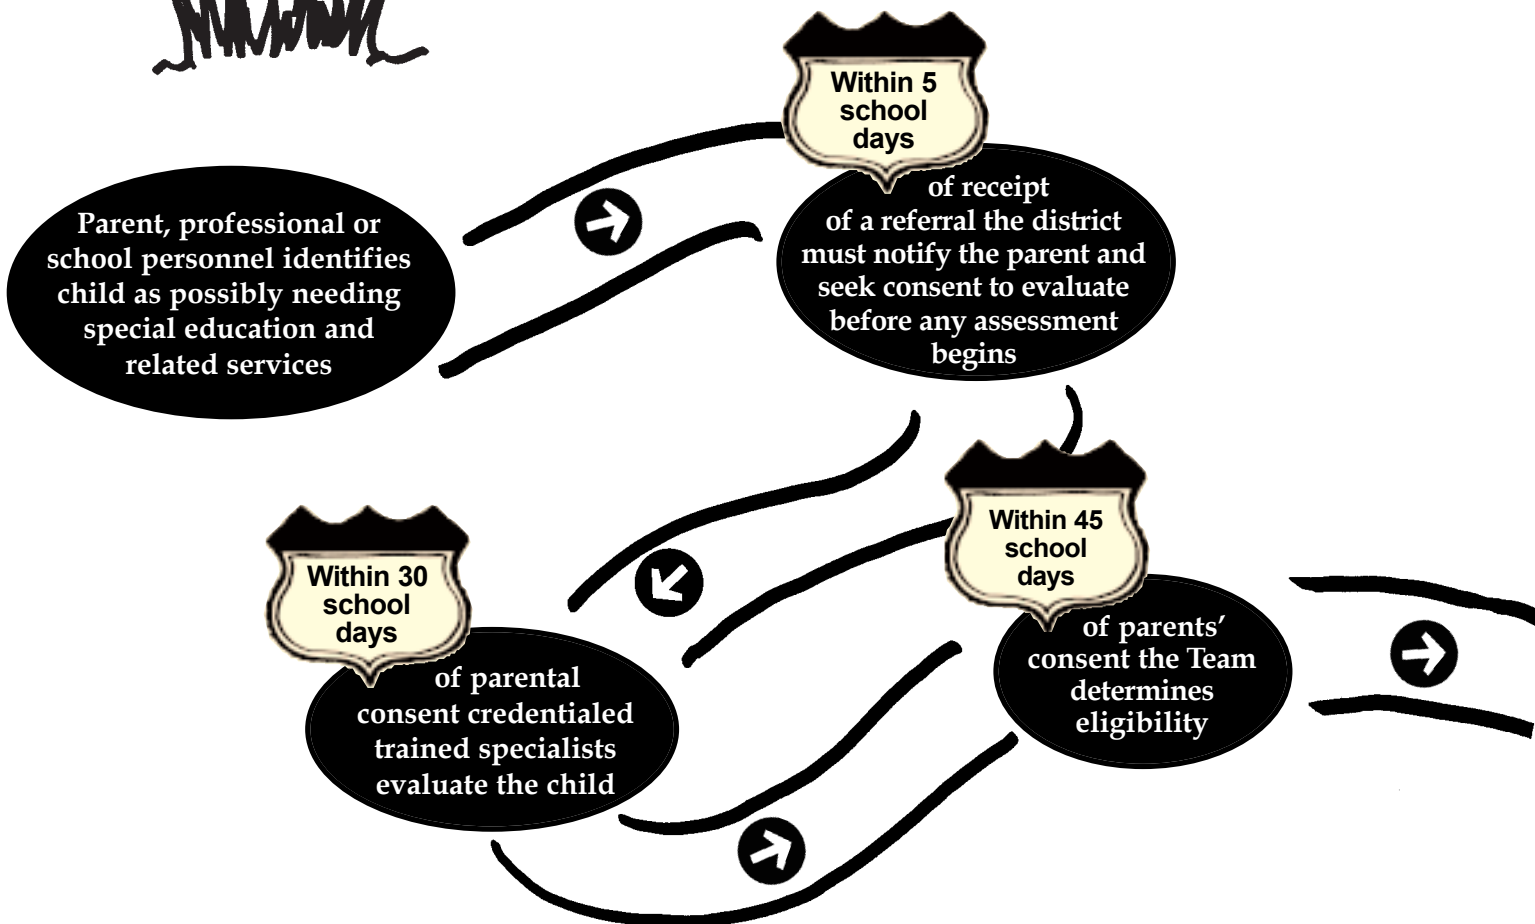 Parent, professional or
school personnel identifies
child as possibly needing
special education and
related services
Within 5
school
days
of receipt
of a referral the district
must notify the parent and
seek consent to evaluate
before any assessment
begins
Within 30
school
days
of parental
consent credentialed
trained specialists
evaluate the child
Within 45
school
days
of parents’
consent the Team
determines
eligibility